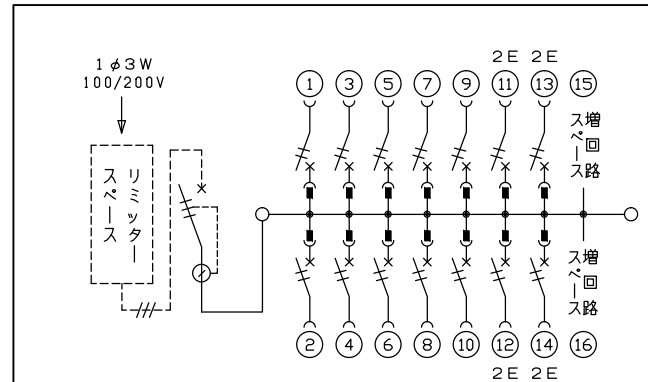 1φ3W
100/200V
リミッター
スペース
2E 2E
① ③ ⑤ ⑦ ⑨ ⑪ ⑬ ⑮
増回路
スペース
増回路
スペース
② ④ ⑥ ⑧ ⑩ ⑫ ⑭ ⑯
2E 2E